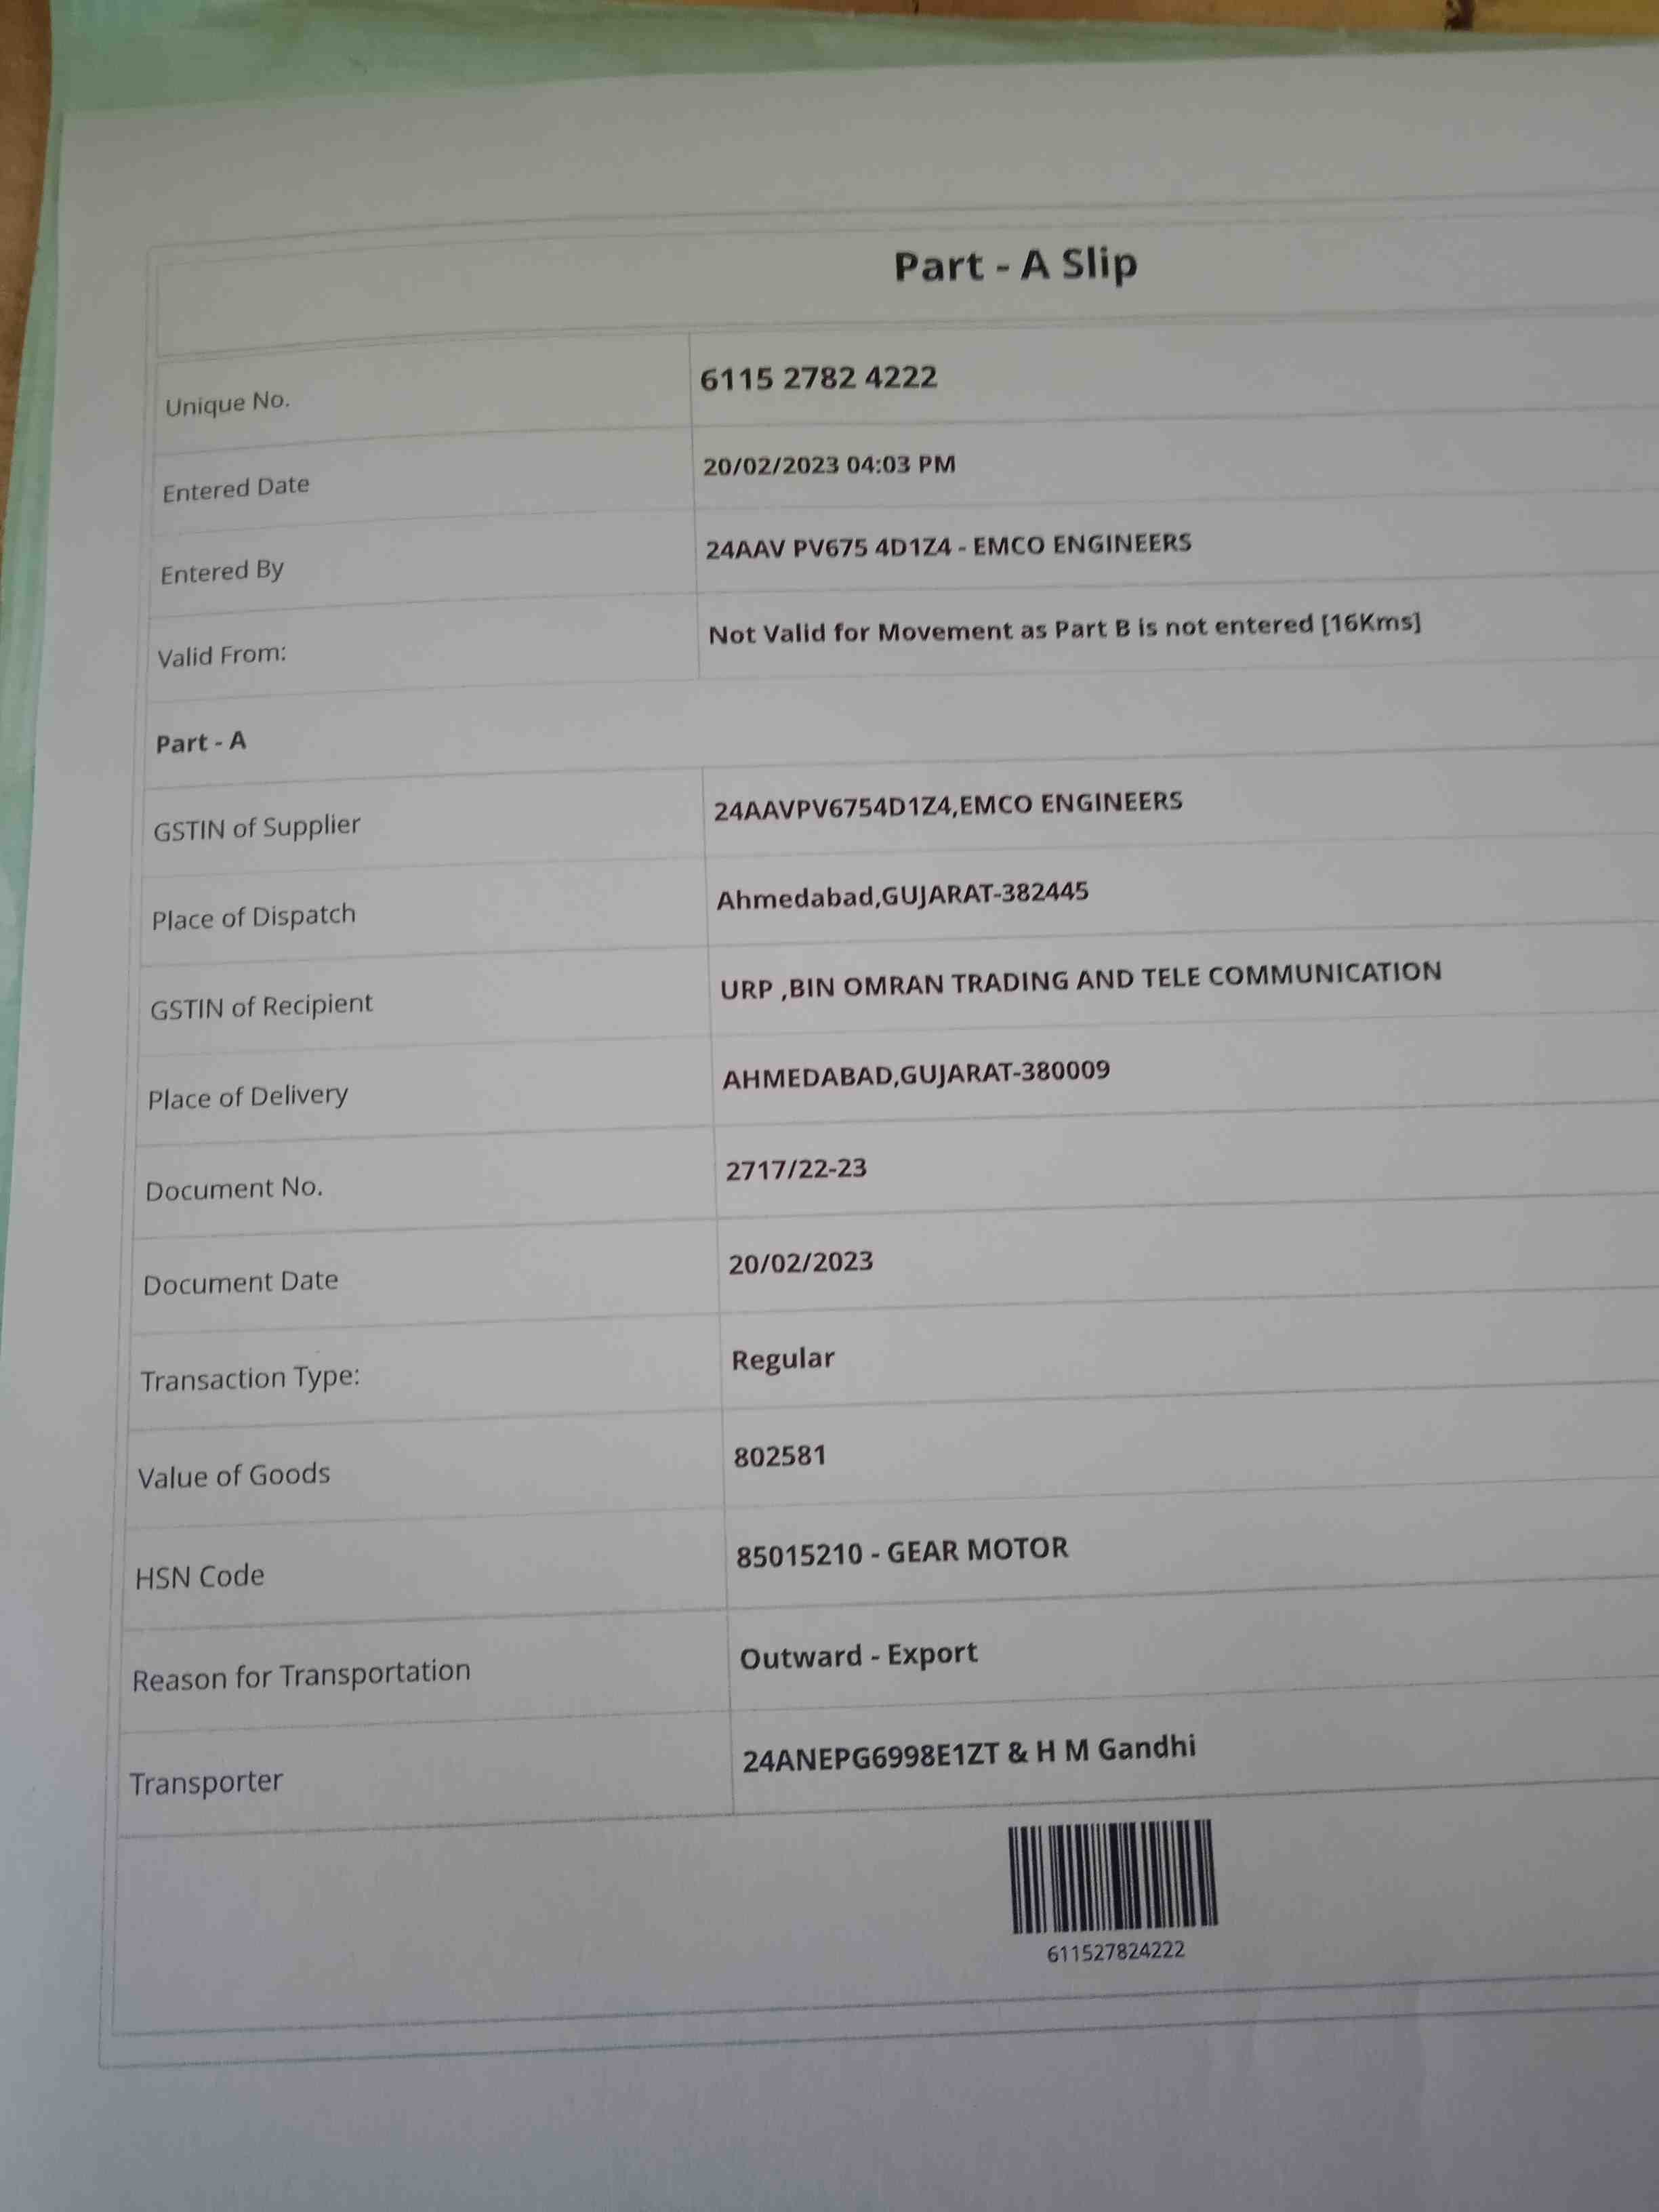 Part - A Slip
Unique No. 6115 2782 4222
Entered Date 20/02/2023 04:03 PM
Entered By 24AAV PV675 4D1Z4 - EMCO ENGINEERS
Valid From: Not Valid for Movement as Part B is not entered [16Kms]
Part - A
GSTIN of Supplier 24AAVPV6754D1Z4,EMCO ENGINEERS
Place of Dispatch Ahmedabad,GUJARAT-382445
GSTIN of Recipient URP ,BIN OMRAN TRADING AND TELE COMMUNICATION
Place of Delivery AHMEDABAD,GUJARAT-380009
Document No. 2717/22-23
Document Date 20/02/2023
Transaction Type: Regular
Value of Goods 802581
HSN Code 85015210 - GEAR MOTOR
Reason for Transportation Outward - Export
Transporter 24ANEPG6998E1ZT & H M Gandhi
611527824222